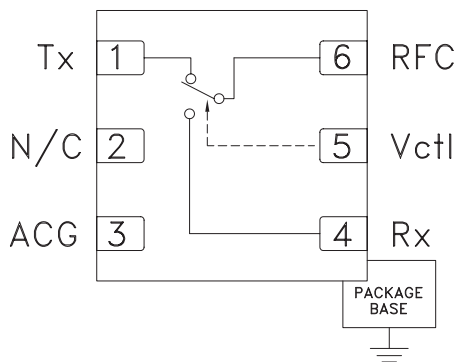 Tx 1 6 RFC
N/C 2 5 Vctl
ACG 3 4 Rx
PACKAGE
BASE